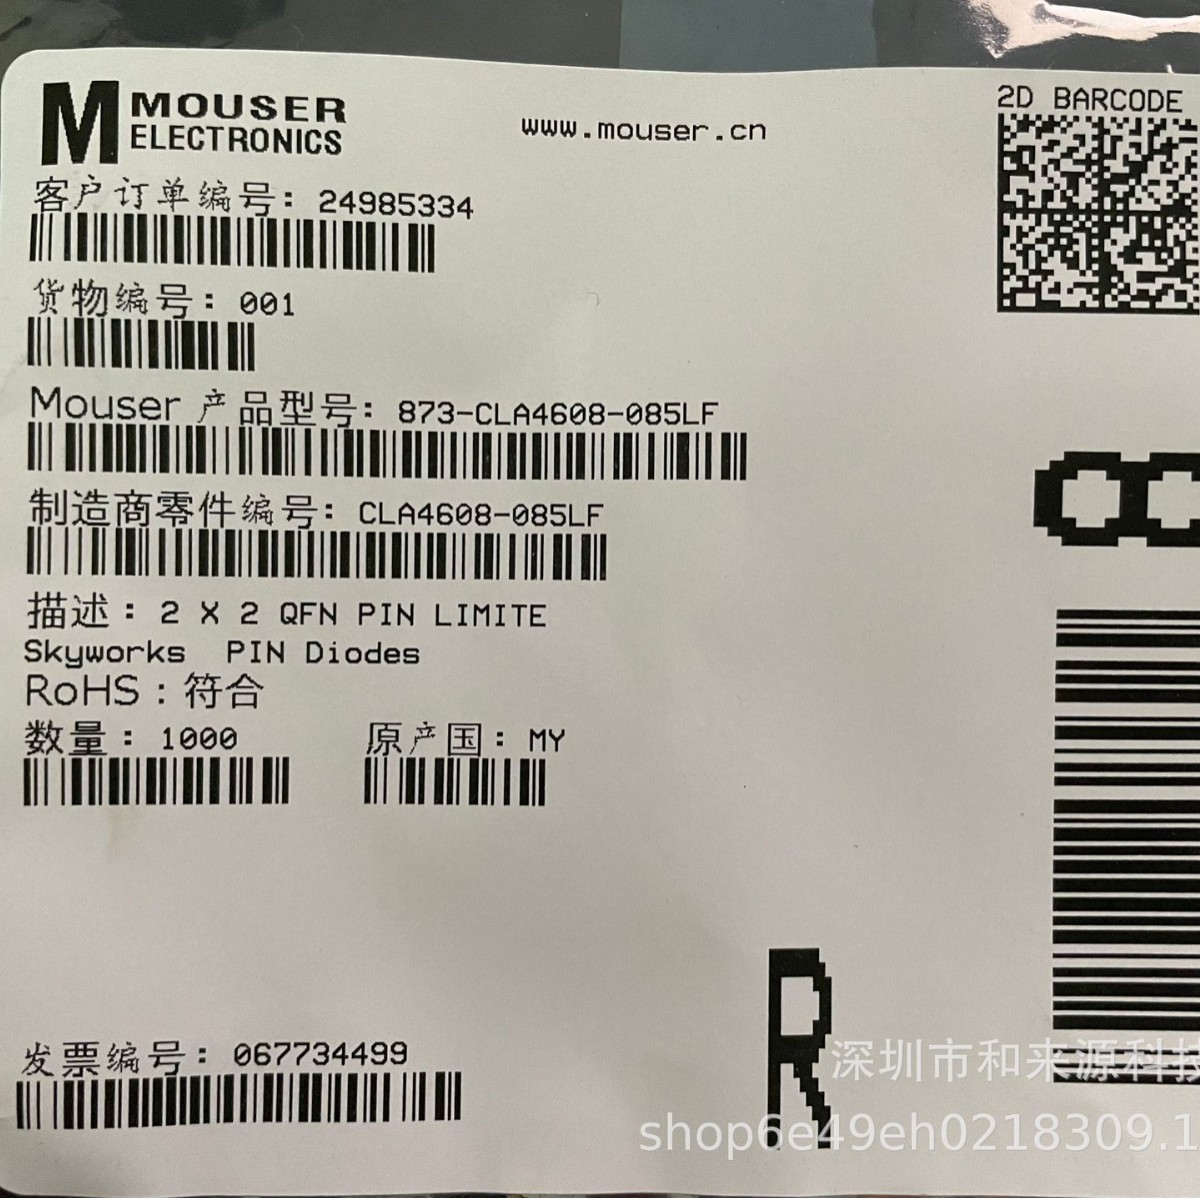 MOUSER
ELECTRONICS
www.mouser.cn
2D BARCODE
客户订单编号: 24985334
货物编号: 001
Mouser 产品型号: 873-CLA4608-085LF
制造商零件编号: CLA4608-085LF
描述: 2 X 2 QFN PIN LIMITE
Skyworks PIN Diodes
RoHS: 符合
数量: 1000 原产国: MY
R
发票编号: 067734499
深圳市和来源科技
shop6e49eh0218309.1